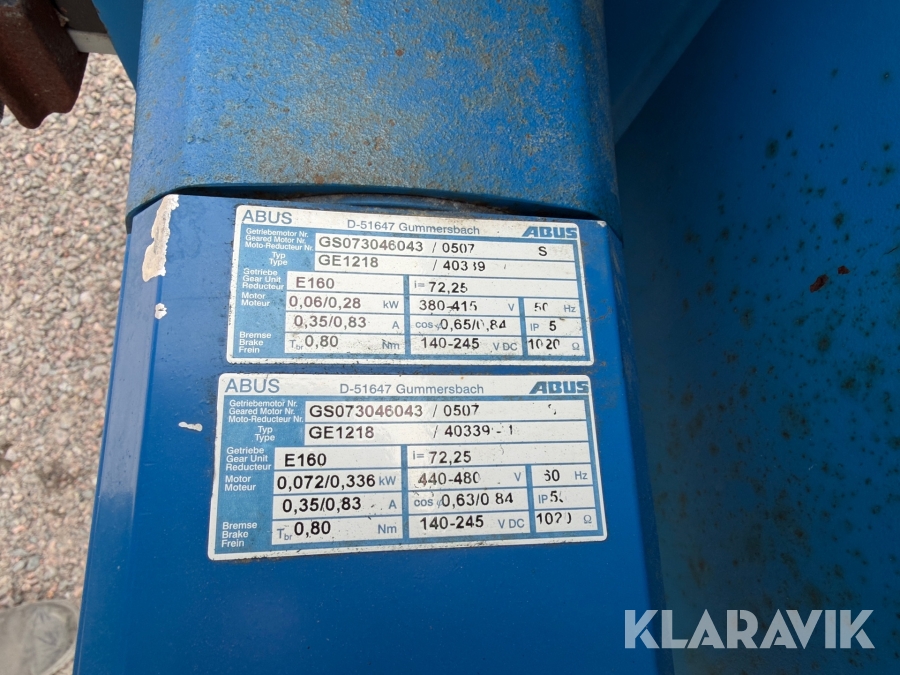 ABUS D-51647 Gummersbach ABUS
Getriebemotor Nr.
Geared Motor Nr.
Moto-Reducteur Nr.
GS073046043 / 0507 S
Typ
Type
GE1218
Getriebe
Gear Unit
Reducteur
E160 i= 72,25
Motor
Moteur
0,06/0,28 kW 380-415 V 50 Hz
0,35/0,83 A cos φ 0,65/0,84 IP 5
Bremse
Brake
Frein
Tbr 0,80 Nm 140-245 V DC 1020 Ω
ABUS D-51647 Gummersbach ABUS
Getriebemotor Nr.
Geared Motor Nr.
Moto-Reducteur Nr.
GS073046043 / 0507
Typ
Type
GE1218
Getriebe
Gear Unit
Reducteur
E160 i= 72,25
Motor
Moteur
0,072/0,336 kW 440-480 V 60 Hz
0,35/0,83 A cos φ 0,63/0,84 IP 5
Bremse
Brake
Frein
Tbr 0,80 Nm 140-245 V DC 1020 Ω
KLARAVIK